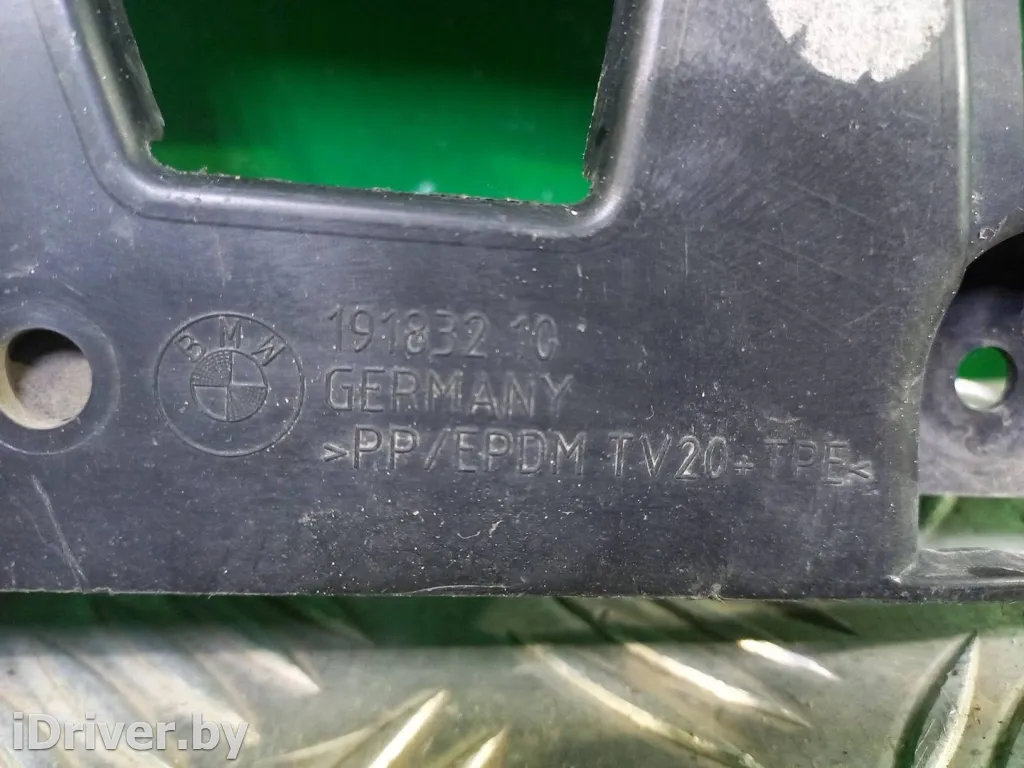 BMW
191832 10
GERMANY
>PP/EPDM TV20+TPE<
iDriver.by